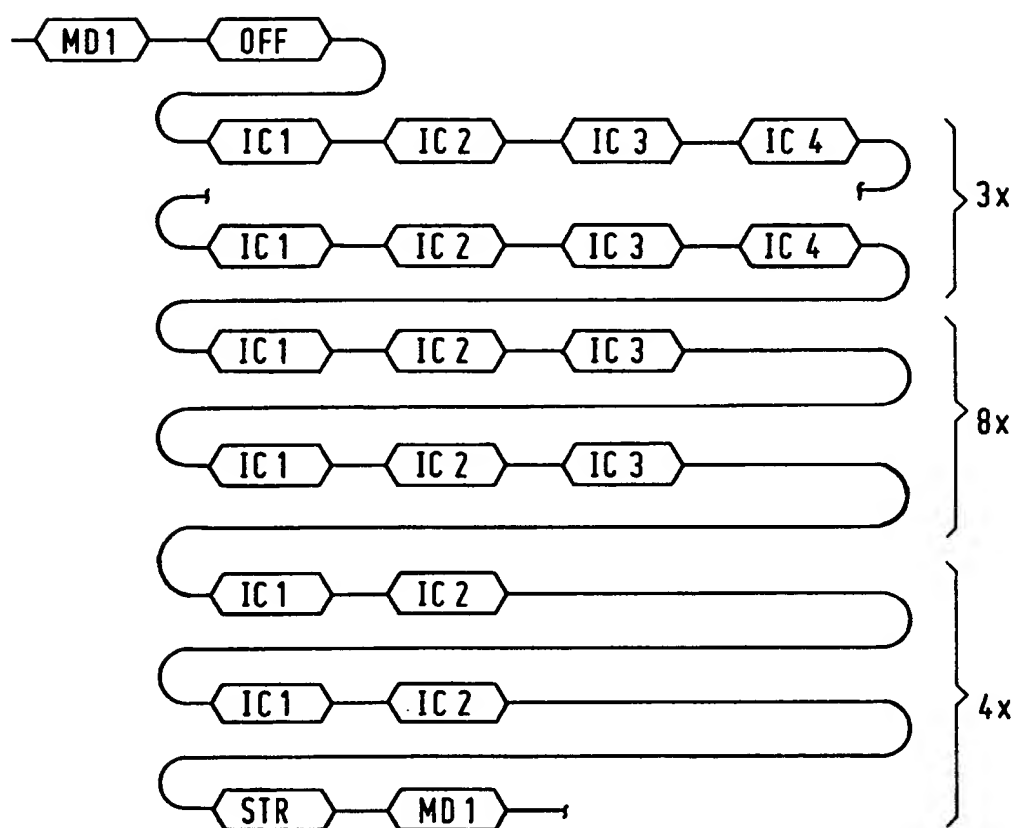 MD1 OFF
IC1 IC2 IC3 IC4
3x
IC1 IC2 IC3 IC4
IC1 IC2 IC3
8x
IC1 IC2 IC3
IC1 IC2
IC1 IC2
4x
STR MD1